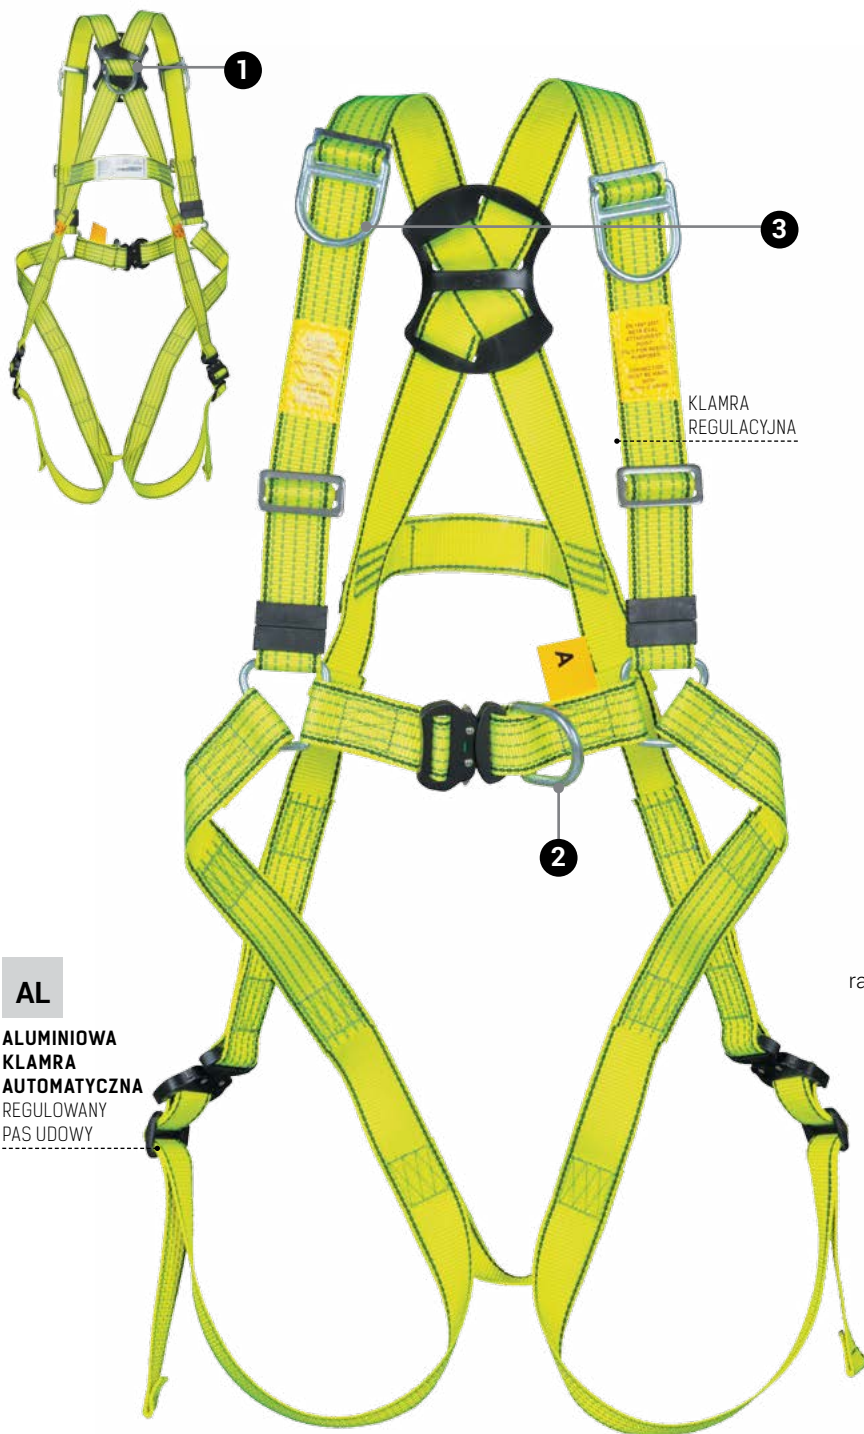 1
3
KLAMRA
REGULACYJNA
A
2
AL
ra
ALUMINIOWA
KLAMRA
AUTOMATYCZNA
REGULOWANY
PAS UDOWY